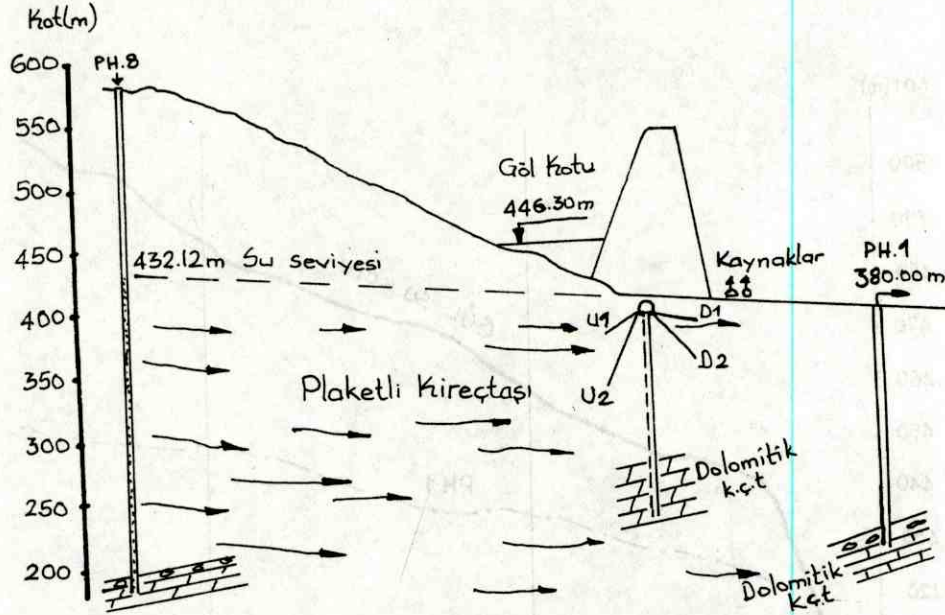 Kot(m)
600
PH.8
550
500
450
400
350
300
250
200
Göl Kotu
446.30m
432.12m Su seviyesi
Kaynaklar
PH.1
380.00m
U1
D1
D2
U2
Plaketli Kireçtaşı
Dolomitik
k.ç.t
Dolomitik
k.ç.t